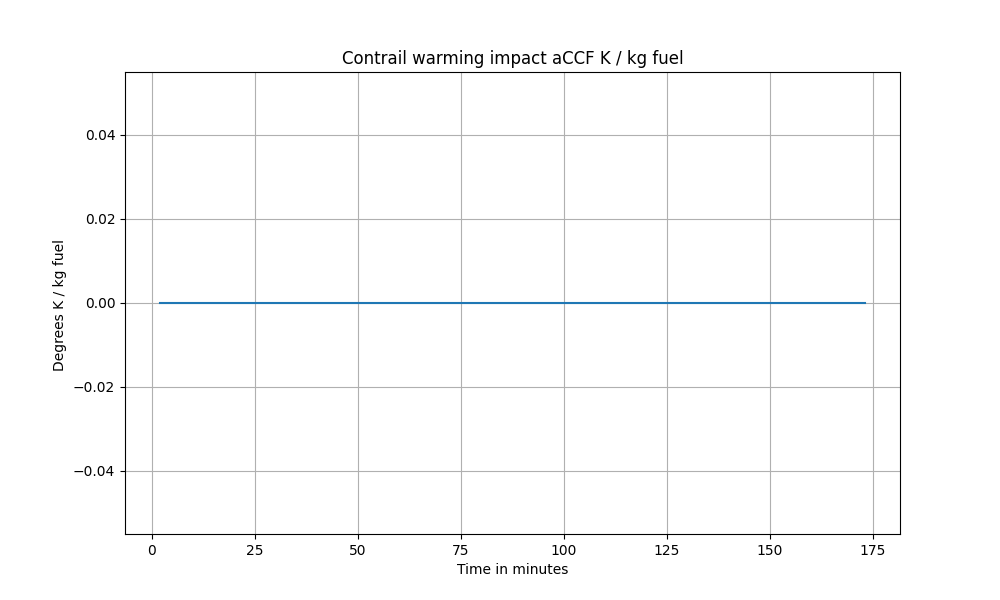 Contrail warming impact aCCF K / kg fuel
0.04
0.02
0.00
−0.02
−0.04
Degrees K / kg fuel
0 25 50 75 100 125 150 175
Time in minutes